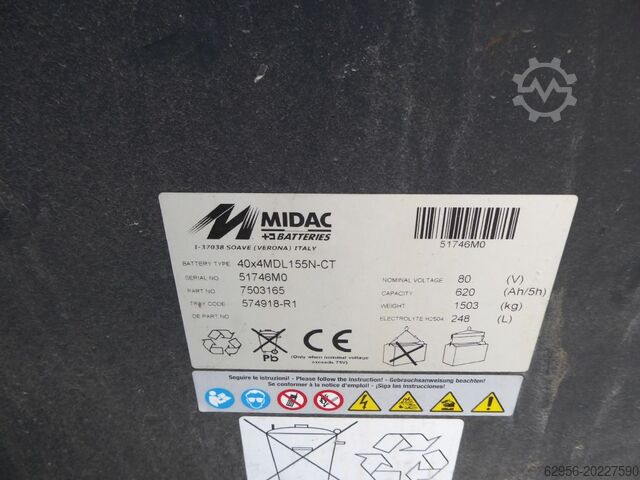 MIDAC
BATTERIES
I-37038 SOAVE (VERONA) ITALY
51746M0
BATTERY TYPE 40x4MDL155N-CT
SERIAL NO 51746M0
PART NO 7503165
TRAY CODE 574918-R1
DE PART NO
NOMINAL VOLTAGE 80 (V)
CAPACITY 620 (Ah/5h)
WEIGHT 1503 (kg)
ELECTROLYTE H2SO4 248 (L)
Pb
CE
(Only when nominal voltage
exceeds 75V)
Seguire le istruzioni! - Please follow the instruction! - Gebrauchsanweisung beachten!
Se conformer à la notice d'emploi! - ¡Siga las instrucciones!
62956-20227590